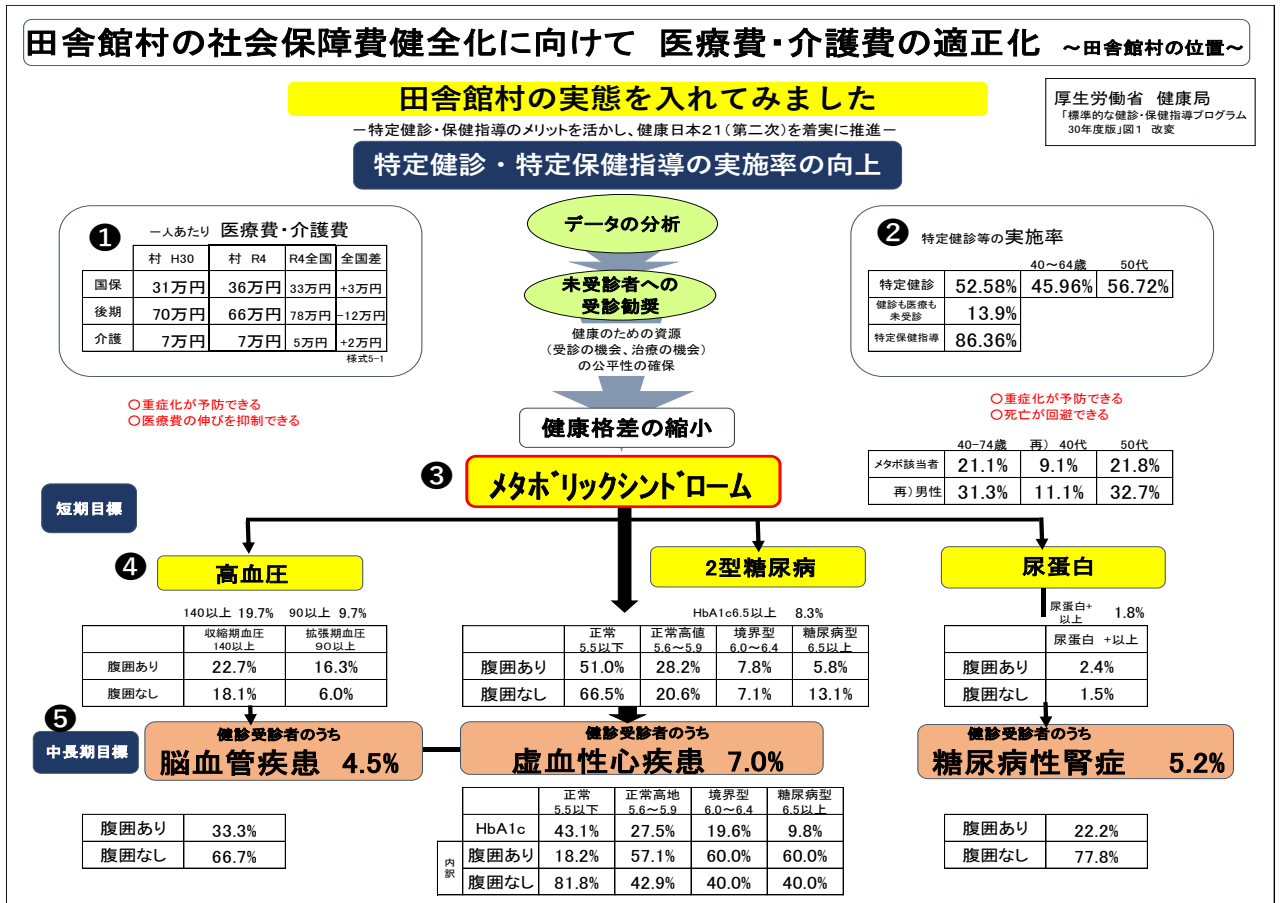 田舎館村の社会保障費健全化に向けて 医療費・介護費の適正化 ～田舎館村の位置～
田舎館村の実態を入れてみました
厚生労働省 健康局
「標準的な健診・保健指導プログラム
30年度版」図1 改変
－特定健診・保健指導のメリットを活かし、健康日本21(第二次)を着実に推進－
特定健診・特定保健指導の実施率の向上
❶ 一人あたり 医療費・介護費
村 H30 村 R4 R4全国 全国差
国保 31万円 36万円 33万円 +3万円
後期 70万円 66万円 78万円 -12万円
介護 7万円 7万円 5万円 +2万円
様式5-1
〇重症化が予防できる
〇医療費の伸びを抑制できる
データの分析
未受診者への
受診勧奨
健康のための資源
(受診の機会、治療の機会)
の公平性の確保
健康格差の縮小
❷ 特定健診等の実施率
40～64歳 50代
特定健診 52.58% 45.96% 56.72%
健診も医療も
未受診 13.9%
特定保健指導 86.36%
〇重症化が予防できる
〇死亡が回避できる
40-74歳 再) 40代 50代
メタボ該当者 21.1% 9.1% 21.8%
再)男性 31.3% 11.1% 32.7%
❸ メタボリックシンドローム
短期目標
❹ 高血圧
140以上 19.7% 90以上 9.7%
収縮期血圧 拡張期血圧
140以上 90以上
腹囲あり 22.7% 16.3%
腹囲なし 18.1% 6.0%
2型糖尿病
HbA1c6.5以上 8.3%
正常 正常高値 境界型 糖尿病型
5.5以下 5.6～5.9 6.0～6.4 6.5以上
腹囲あり 51.0% 28.2% 7.8% 5.8%
腹囲なし 66.5% 20.6% 7.1% 13.1%
尿蛋白
尿蛋白+
以上 1.8%
尿蛋白 +以上
腹囲あり 2.4%
腹囲なし 1.5%
❺
中長期目標
健診受診者のうち
脳血管疾患 4.5%
健診受診者のうち
虚血性心疾患 7.0%
健診受診者のうち
糖尿病性腎症 5.2%
腹囲あり 33.3%
腹囲なし 66.7%
正常 正常高地 境界型 糖尿病型
5.5以下 5.6～5.9 6.0～6.4 6.5以上
HbA1c 43.1% 27.5% 19.6% 9.8%
内訳
腹囲あり 18.2% 57.1% 60.0% 60.0%
腹囲なし 81.8% 42.9% 40.0% 40.0%
腹囲あり 22.2%
腹囲なし 77.8%